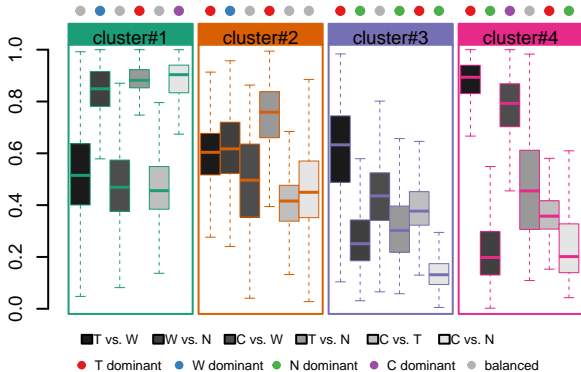 cluster#1 cluster#2 cluster#3 cluster#4
1.0
0.8
0.6
0.4
0.2
0.0
T vs. W W vs. N C vs. W T vs. N C vs. T C vs. N
T dominant W dominant N dominant C dominant balanced